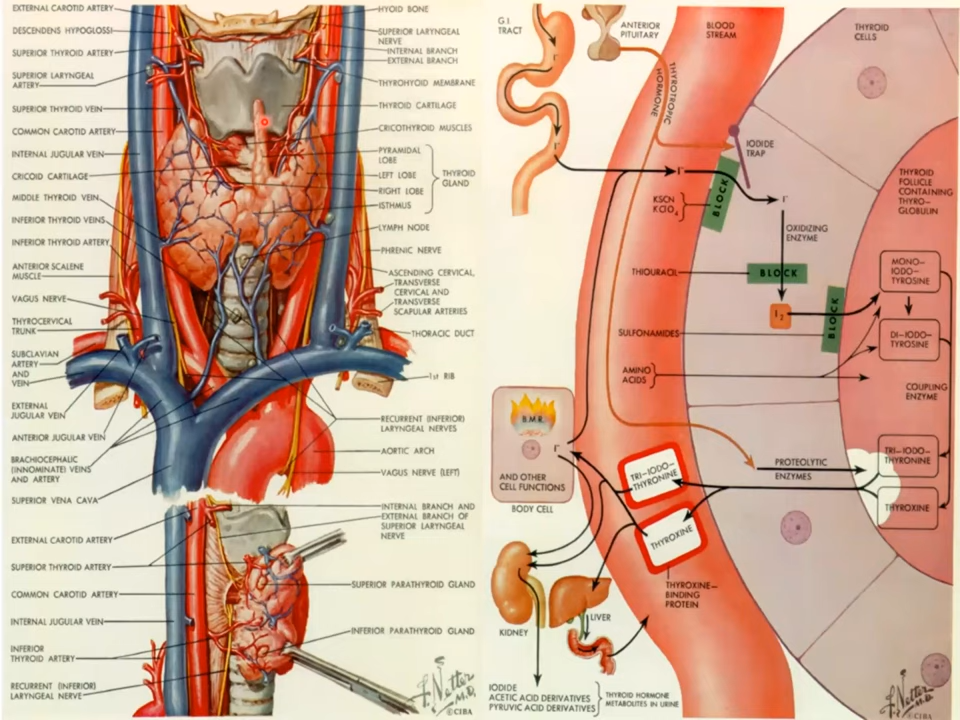 EXTERNAL CAROTID ARTERY
DESCENDENS HYPOGLOSSI
SUPERIOR THYROID ARTERY
SUPERIOR LARYNGEAL
ARTERY
SUPERIOR THYROID VEIN
COMMON CAROTID ARTERY
INTERNAL JUGULAR VEIN
CRICOID CARTILAGE
MIDDLE THYROID VEIN
INFERIOR THYROID VEINS
INFERIOR THYROID ARTERY
ANTERIOR SCALENE
MUSCLE
VAGUS NERVE
THYROCERVICAL
TRUNK
SUBCLAVIAN
ARTERY
AND
VEIN
EXTERNAL
JUGULAR VEIN
ANTERIOR JUGULAR VEIN
BRACHIOCEPHALIC
(INNOMINATE) VEINS
AND ARTERY
SUPERIOR VENA CAVA
HYOID BONE
SUPERIOR LARYNGEAL
NERVE
INTERNAL BRANCH
EXTERNAL BRANCH
THYROHYOID MEMBRANE
THYROID CARTILAGE
CRICOTHYROID MUSCLES
PYRAMIDAL
LOBE
LEFT LOBE
RIGHT LOBE
ISTHMUS
THYROID
GLAND
LYMPH NODE
PHRENIC NERVE
ASCENDING CERVICAL,
TRANSVERSE
CERVICAL AND
TRANSVERSE
SCAPULAR ARTERIES
THORACIC DUCT
1st RIB
RECURRENT (INFERIOR)
LARYNGEAL NERVES
AORTIC ARCH
VAGUS NERVE (LEFT)
EXTERNAL CAROTID ARTERY
SUPERIOR THYROID ARTERY
COMMON CAROTID ARTERY
INTERNAL JUGULAR VEIN
INFERIOR
THYROID ARTERY
RECURRENT (INFERIOR)
LARYNGEAL NERVE
INTERNAL BRANCH AND
EXTERNAL BRANCH OF
SUPERIOR LARYNGEAL
NERVE
SUPERIOR PARATHYROID GLAND
INFERIOR PARATHYROID GLAND
F. Netter
M.D.
©CIBA
G.I.
TRACT
I⁻
I⁻
I⁻
ANTERIOR
PITUITARY
BLOOD
STREAM
THYROID
CELLS
THYROTROPIC
HORMONE
IODIDE
TRAP
I⁻
BLOCK
KSCN
KClO₄
I⁻
OXIDIZING
ENZYME
THIOURACIL
BLOCK
I₂
BLOCK
SULFONAMIDES
AMINO
ACIDS
THYROID
FOLLICLE
CONTAINING
THYRO-
GLOBULIN
MONO-
IODO-
TYROSINE
DI-IODO-
TYROSINE
COUPLING
ENZYME
TRI-IODO-
THYRONINE
THYROXINE
PROTEOLYTIC
ENZYMES
B.M.R.
I⁻
AND OTHER
CELL FUNCTIONS
BODY CELL
TRI-IODO-
THYRONINE
THYROXINE
THYROXINE-
BINDING
PROTEIN
KIDNEY
LIVER
IODIDE
ACETIC ACID DERIVATIVES
PYRUVIC ACID DERIVATIVES
THYROID HORMONE
METABOLITES IN URINE
F. Netter
M.D.
©CIBA